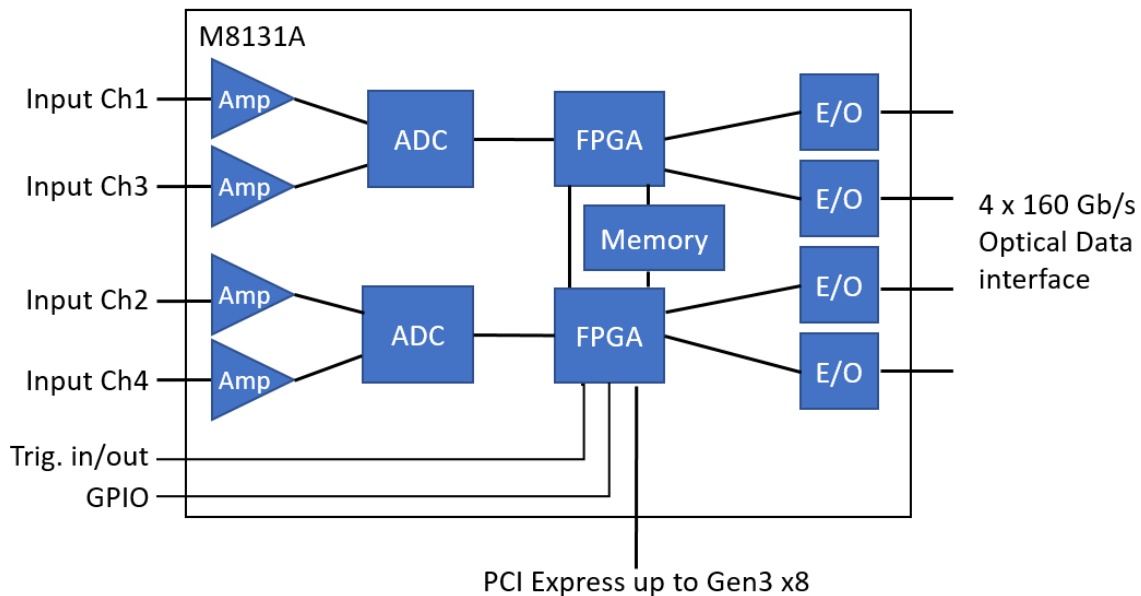 M8131A
Input Ch1
Amp
ADC
FPGA
E/O
Input Ch3
Amp
E/O
4 x 160 Gb/s
Optical Data
interface
Memory
Input Ch2
Amp
ADC
FPGA
E/O
Input Ch4
Amp
E/O
Trig. in/out
GPIO
PCI Express up to Gen3 x8